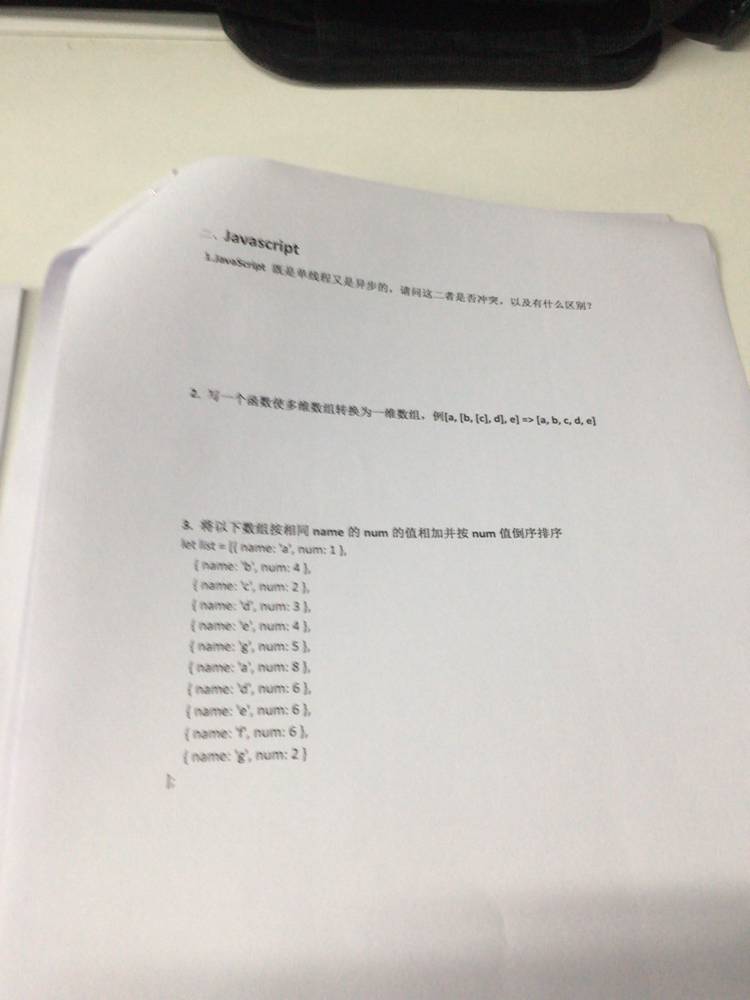 二、Javascript
1.JavaScript 既是单线程又是异步的，请问这二者是否冲突，以及有什么区别？
2. 写一个函数使多维数组转换为一维数组，例[a, [b, [c], d], e] => [a, b, c, d, e]
3. 将以下数组按相同 name 的 num 的值相加并按 num 值倒序排序
let list = [{ name: 'a', num: 1 },
{ name: 'b', num: 4 },
{ name: 'c', num: 2 },
{ name: 'd', num: 3 },
{ name: 'e', num: 4 },
{ name: 'g', num: 5 },
{ name: 'a', num: 8 },
{ name: 'd', num: 6 },
{ name: 'e', num: 6 },
{ name: 'f', num: 6 },
{ name: 'g', num: 2 }
];